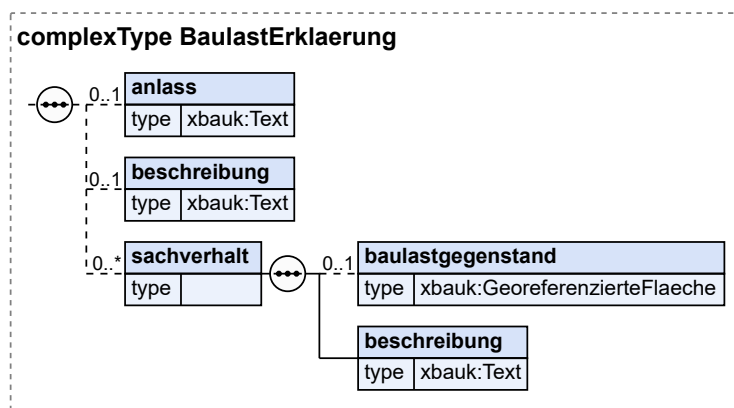 complexType BaulastErklaerung
0..1 anlass
type xbauk:Text
0..1 beschreibung
type xbauk:Text
0..* sachverhalt 0..1 baulastgegenstand
type type xbauk:GeoreferenzierteFlaeche
beschreibung
type xbauk:Text